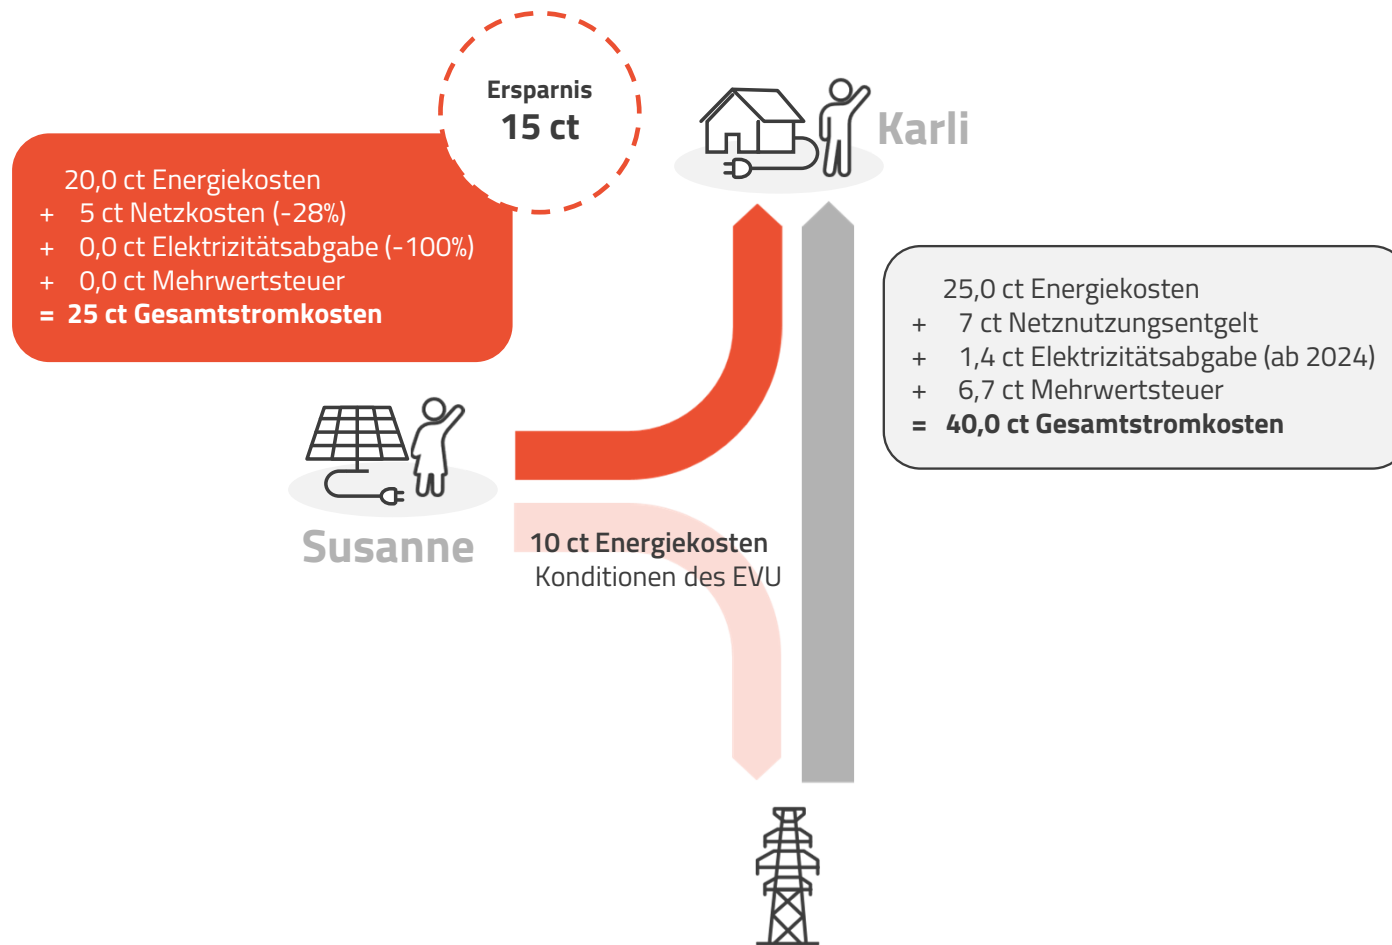 Ersparnis
15 ct
Karli
20,0 ct Energiekosten
+ 5 ct Netzkosten (-28%)
+ 0,0 ct Elektrizitätsabgabe (-100%)
+ 0,0 ct Mehrwertsteuer
= 25 ct Gesamtstromkosten
25,0 ct Energiekosten
+ 7 ct Netznutzungsentgelt
+ 1,4 ct Elektrizitätsabgabe (ab 2024)
+ 6,7 ct Mehrwertsteuer
= 40,0 ct Gesamtstromkosten
Susanne
10 ct Energiekosten
Konditionen des EVU